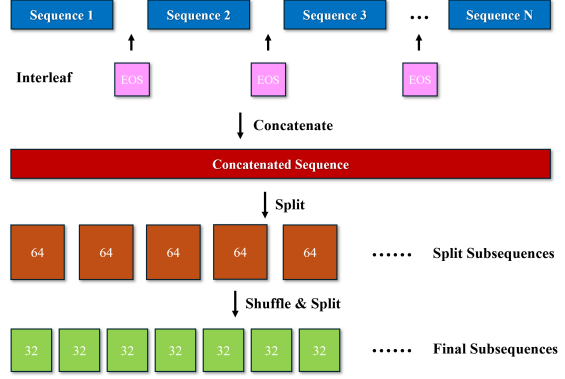 Sequence 1 Sequence 2 Sequence 3 ... Sequence N
Interleaf EOS EOS EOS
Concatenate
Concatenated Sequence
Split
64 64 64 64 64 ...... Split Subsequences
Shuffle & Split
32 32 32 32 32 32 32 ...... Final Subsequences